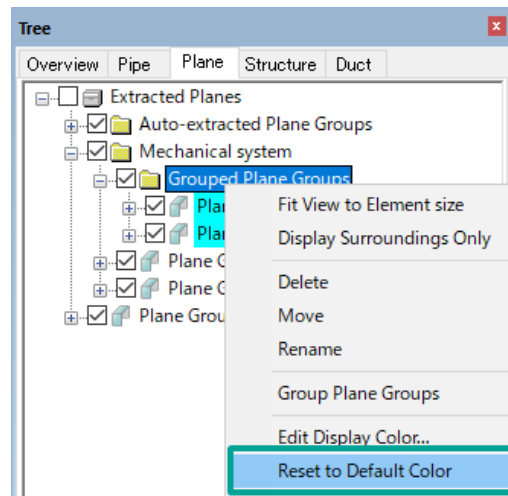 Tree
Overview Pipe Plane Structure Duct
Extracted Planes
Auto-extracted Plane Groups
Mechanical system
Grouped Plane Groups
Fit View to Element size
Display Surroundings Only
Plane
Plane
Delete
Move
Rename
Group Plane Groups
Edit Display Color...
Reset to Default Color